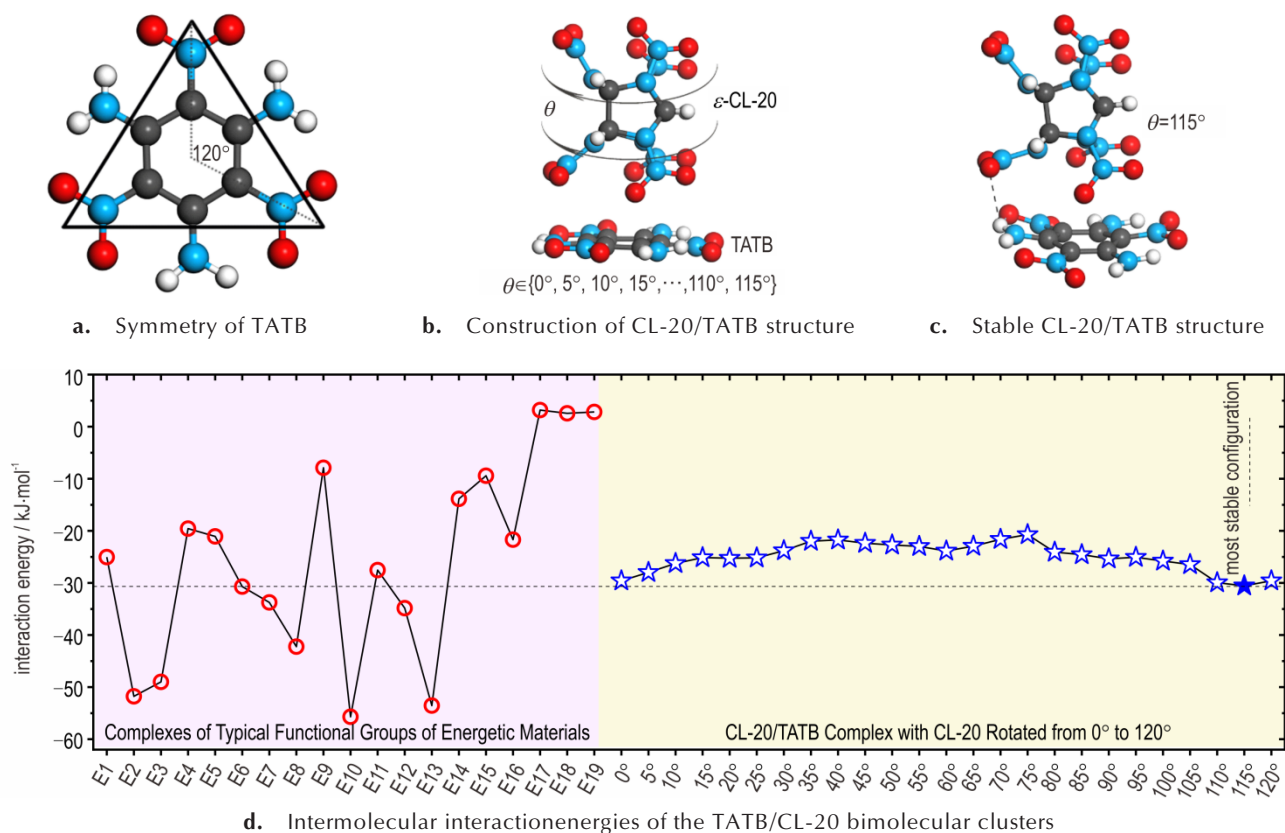 120°
a. Symmetry of TATB
θ
ε-CL-20
TATB
θ∈{0°, 5°, 10°, 15°,⋯,110°, 115°}
b. Construction of CL-20/TATB structure
θ=115°
c. Stable CL-20/TATB structure
interaction energy / kJ·mol⁻¹
10
0
−10
−20
−30
−40
−50
−60
most stable configuration
Complexes of Typical Functional Groups of Energetic Materials
CL-20/TATB Complex with CL-20 Rotated from 0° to 120°
E1 E2 E3 E4 E5 E6 E7 E8 E9 E10 E11 E12 E13 E14 E15 E16 E17 E18 E19 0° 5° 10° 15° 20° 25° 30° 35° 40° 45° 50° 55° 60° 65° 70° 75° 80° 85° 90° 95° 100° 105° 110° 115° 120°
d. Intermolecular interactionenergies of the TATB/CL-20 bimolecular clusters